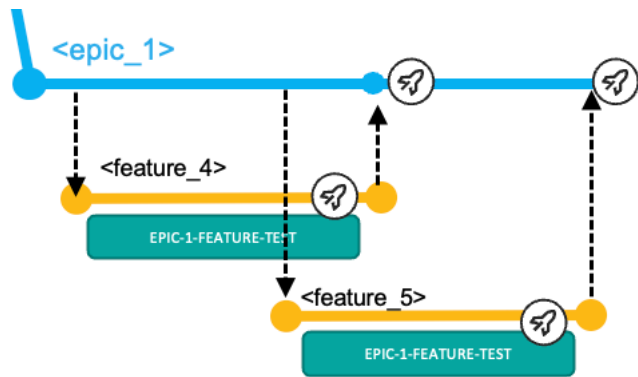 <epic_1>
<feature_4>
EPIC-1-FEATURE-TEST
<feature_5>
EPIC-1-FEATURE-TEST